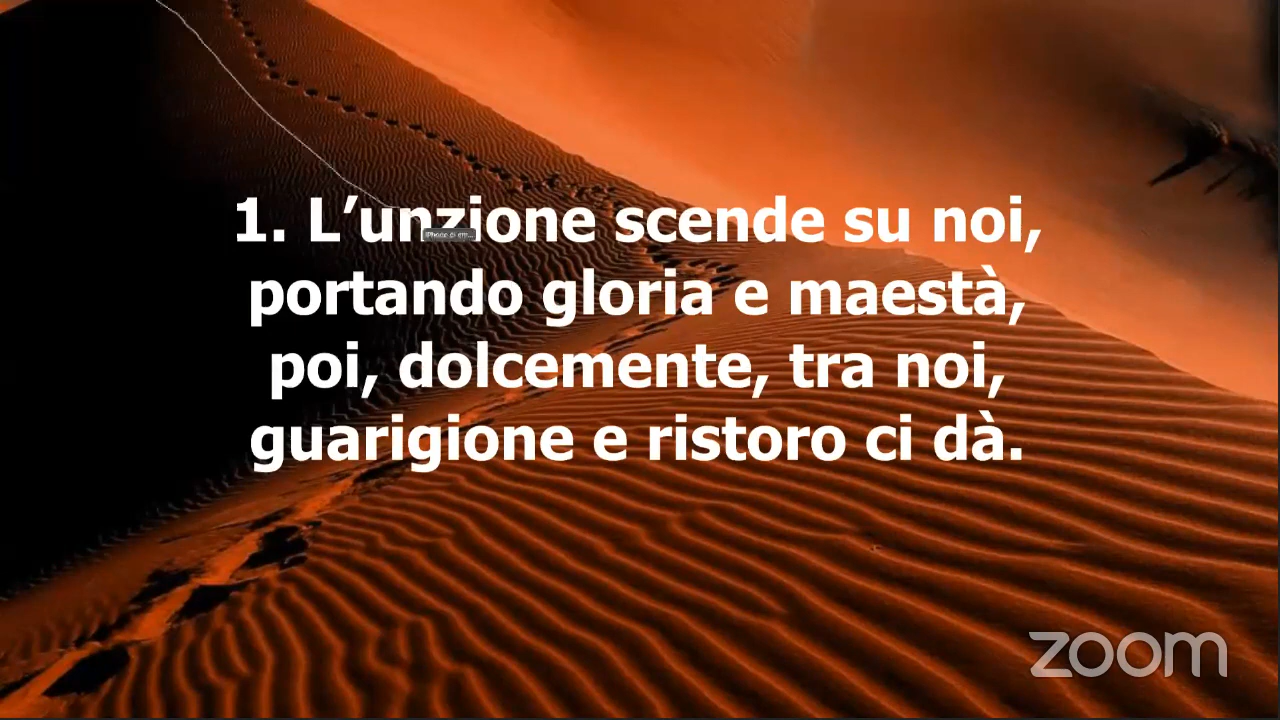 1. L’unzione scende su noi,
portando gloria e maestà,
poi, dolcemente, tra noi,
guarigione e ristoro ci dà.
zoom